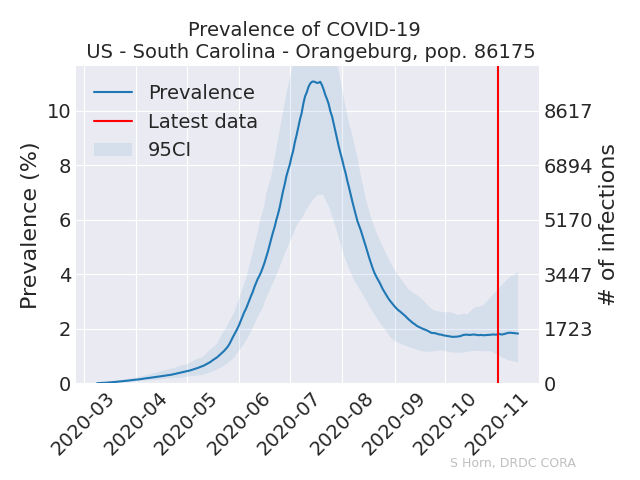 Prevalence of COVID-19
US - South Carolina - Orangeburg, pop. 86175
Prevalence
Latest data
95CI
Prevalence (%)
10
8
6
4
2
0
8617
6894
5170
3447
1723
0
# of infections
2020-03
2020-04
2020-05
2020-06
2020-07
2020-08
2020-09
2020-10
2020-11
S Horn, DRDC CORA